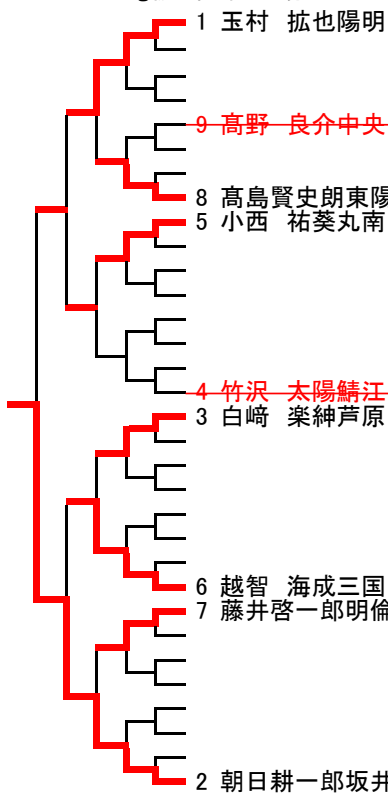 1 玉村 拡也陽明
9 髙野 良介中央
8 髙島賢史朗東陽
5 小西 祐葵丸南
4 竹沢 太陽鯖江
3 白﨑 楽紳芦原
6 越智 海成三国
7 藤井啓一郎明倫
2 朝日耕一郎坂井